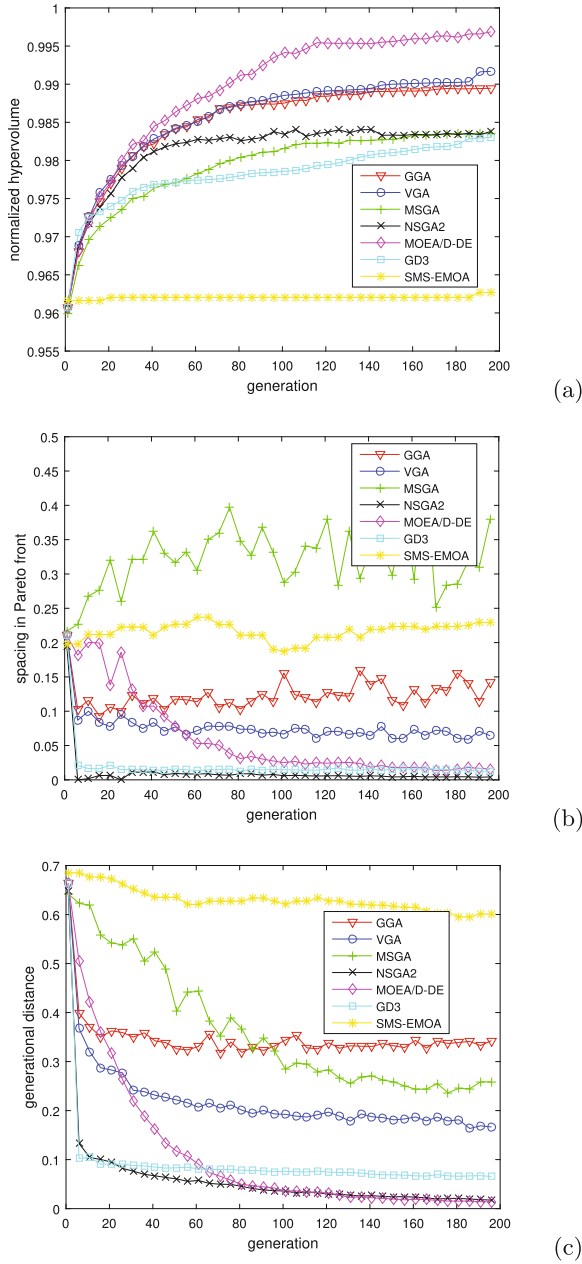 1
0.995
0.99
0.985
0.98
0.975
0.97
0.965
0.96
0.955
normalized hypervolume
GGA
VGA
MSGA
NSGA2
MOEA/D-DE
GD3
SMS-EMOA
0 20 40 60 80 100 120 140 160 180 200
generation
(a)
0.5
0.45
0.4
0.35
0.3
0.25
0.2
0.15
0.1
0.05
0
spacing in Pareto front
GGA
VGA
MSGA
NSGA2
MOEA/D-DE
GD3
SMS-EMOA
0 20 40 60 80 100 120 140 160 180 200
generation
(b)
0.7
0.6
0.5
0.4
0.3
0.2
0.1
0
generational distance
GGA
VGA
MSGA
NSGA2
MOEA/D-DE
GD3
SMS-EMOA
0 20 40 60 80 100 120 140 160 180 200
generation
(c)